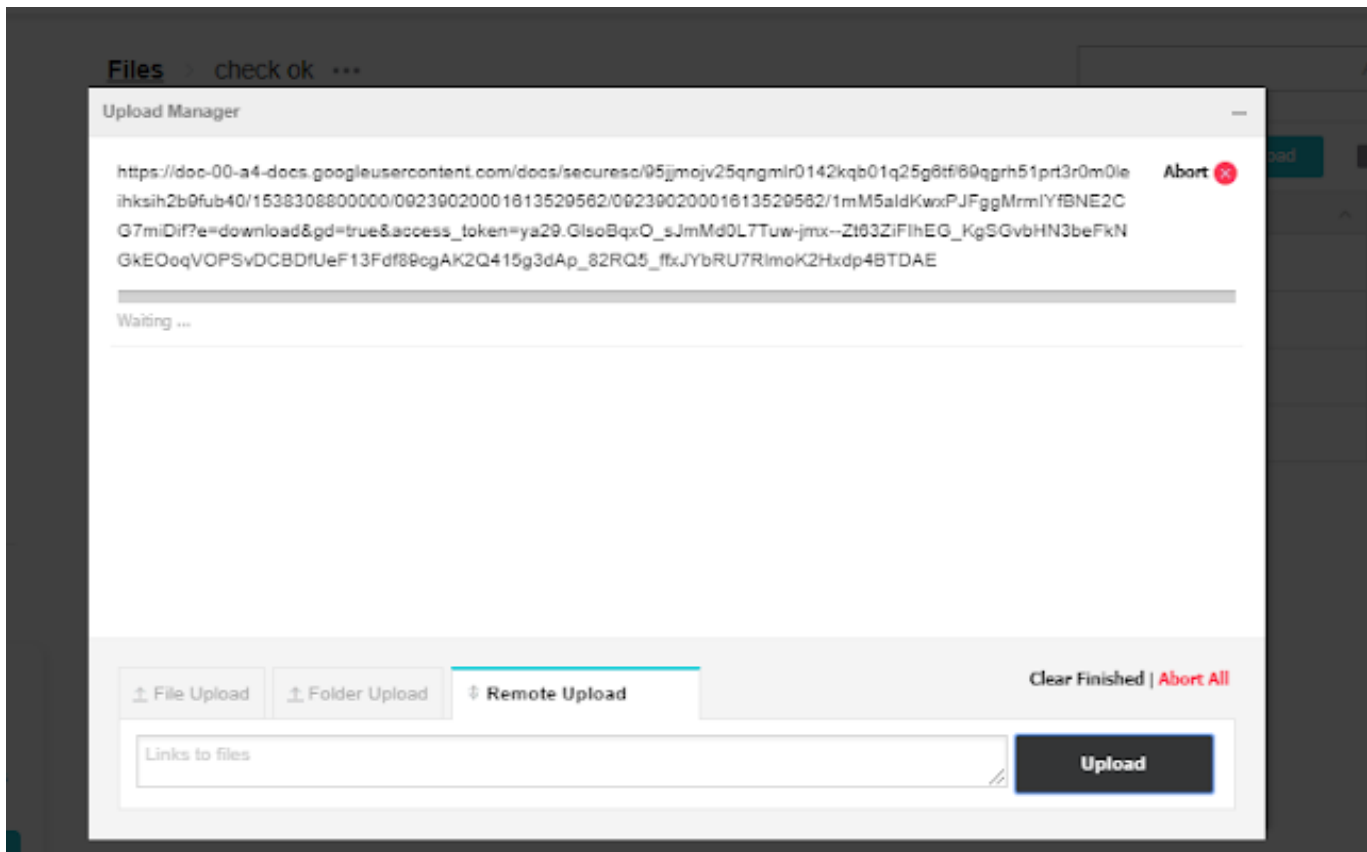 Files > check ok ···
Upload Manager
https://doc-00-a4-docs.googleusercontent.com/docs/securesc/95jjmojv25qngmlr0142kqb01q25g6tf/69qgrh51prt3r0m0le
Abort
ihksih2b9fub40/1538308800000/09239020001613529562/09239020001613529562/1mM5aldKwxPJFggMrmIYfBNE2C
G7miDif?e=download&gd=true&access_token=ya29.GlsoBqxO_sJmMd0L7Tuw-jmx--Zt63ZiFlhEG_KgSGvbHN3beFkN
GkEOoqVOPSvDCBDfUeF13Fdf89cgAK2Q415g3dAp_82RQ5_ffxJYbRU7RlmoK2Hxdp4BTDAE
Waiting ...
Clear Finished | Abort All
File Upload Folder Upload Remote Upload
Links to files
Upload